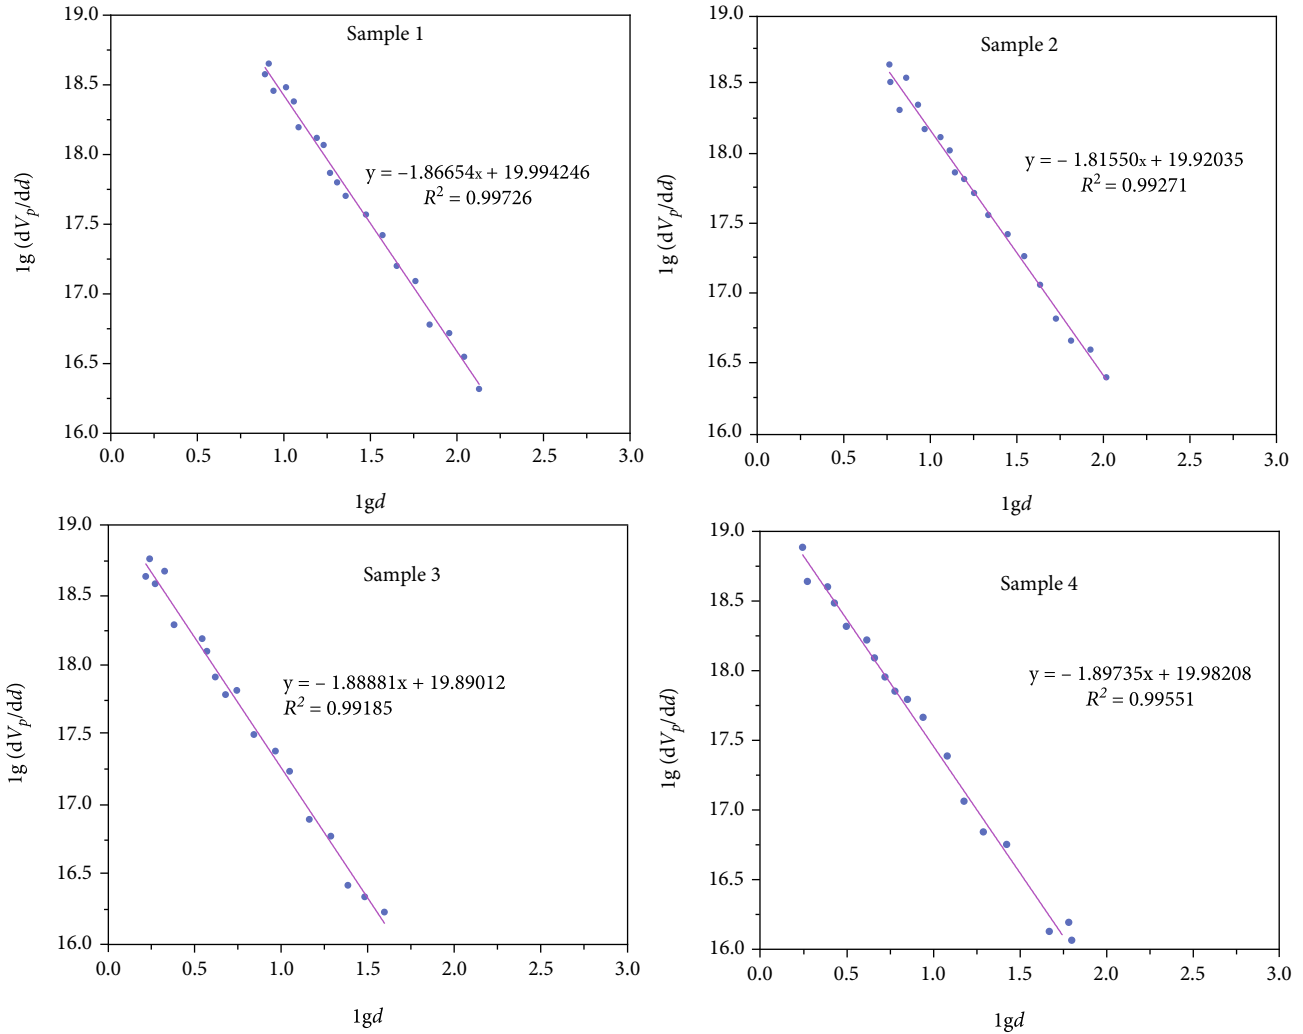 Sample 1
19.0
18.5
18.0
17.5
17.0
16.5
16.0
1g (dVp/dd)
y = −1.86654x + 19.994246
R2 = 0.99726
0.0 0.5 1.0 1.5 2.0 2.5 3.0
1gd
Sample 2
19.0
18.5
18.0
17.5
17.0
16.5
16.0
1g (dVp/dd)
y = − 1.81550x + 19.92035
R2 = 0.99271
0.0 0.5 1.0 1.5 2.0 2.5 3.0
1gd
Sample 3
19.0
18.5
18.0
17.5
17.0
16.5
16.0
1g (dVp/dd)
y = − 1.88881x + 19.89012
R2 = 0.99185
0.0 0.5 1.0 1.5 2.0 2.5 3.0
1gd
Sample 4
19.0
18.5
18.0
17.5
17.0
16.5
16.0
1g (dVp/dd)
y = − 1.89735x + 19.98208
R2 = 0.99551
0.0 0.5 1.0 1.5 2.0 2.5 3.0
1gd